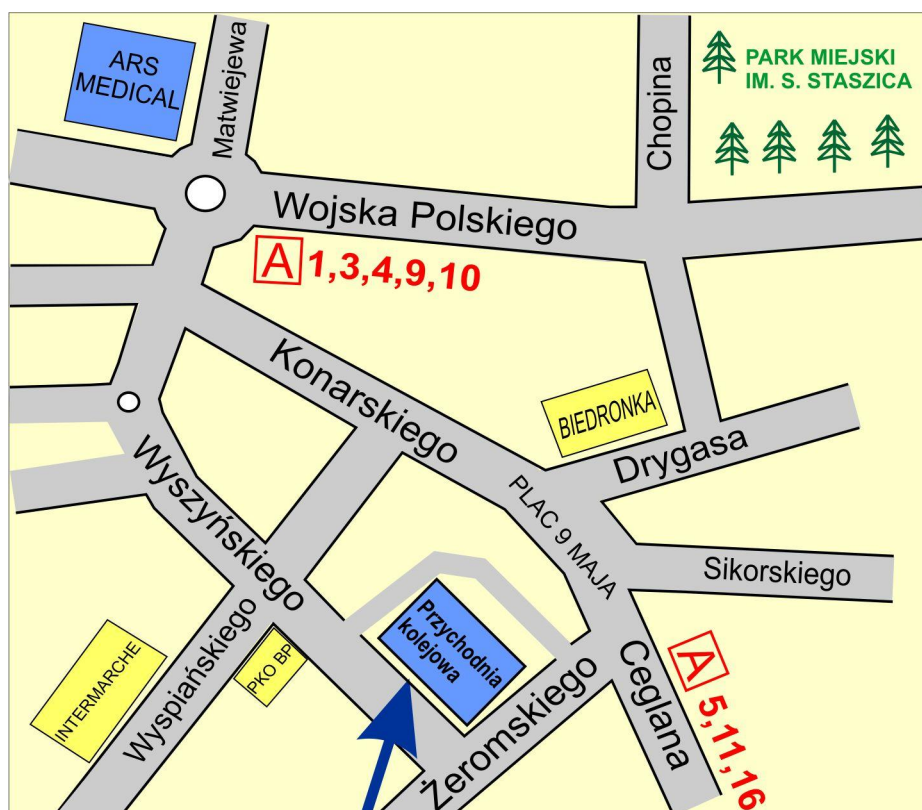 ARS
MEDICAL
Matwiejewa
Chopina
PARK MIEJSKI
IM. S. STASZICA
Wojska Polskiego
A 1,3,4,9,10
Konarskiego
BIEDRONKA
Drygasa
Wyszyńskiego
PLAC 9 MAJA
Sikorskiego
Przychodnia
kolejowa
Wyspiańskiego
PKO BP
INTERMARCHE
Żeromskiego
Ceglana
A 5,11,16